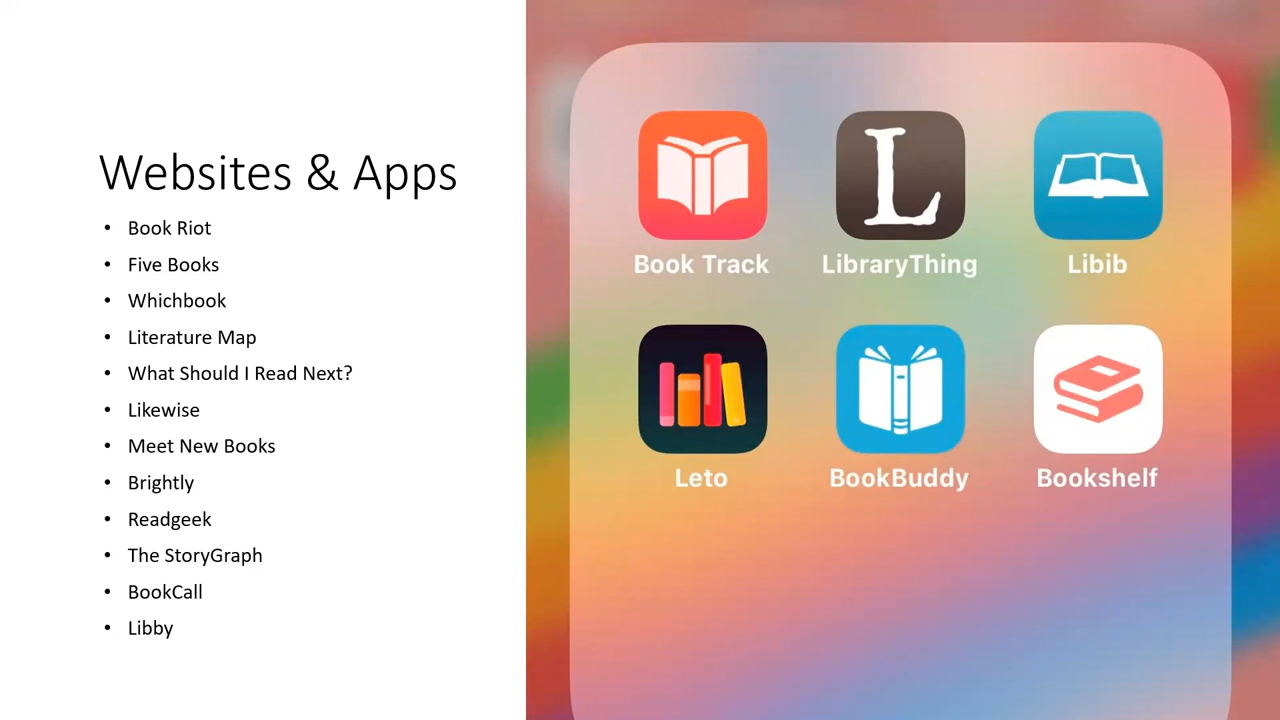 Websites & Apps
• Book Riot
• Five Books
• Whichbook
• Literature Map
• What Should I Read Next?
• Likewise
• Meet New Books
• Brightly
• Readgeek
• The StoryGraph
• BookCall
• Libby
L
Book Track
LibraryThing
Libib
Leto
BookBuddy
Bookshelf